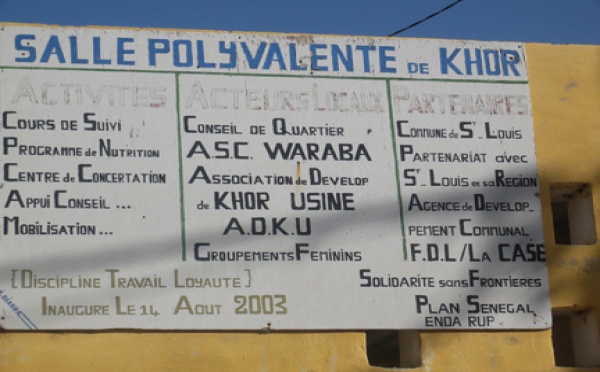 SALLE POLYVALENTE DE KHOR
ACTIVITES
COURS DE SUIVI
PROGRAMME de NUTRITION
CENTRE de CONCERTATION
APPUI CONSEIL ...
MOBILISATION ...
ACTEURS LOCAUX
CONSEIL DE QUARTIER
A.S.C. WARABA
ASSOCIATION de DEVELOP
de KHOR USINE
A.D.K.U
GROUPEMENTS FEMININS
PARTENAIRES
COMMUNE de ST LOUIS
PARTENARIAT AVEC
ST-LOUIS en SA REGION
AGENCE de DEVELOP_
PEMENT COMMUNAL
F.D.L/LA CASE
SOLIDARITE SANS FRONTIERES
PLAN SENEGAL
ENDA RUP
{DISCIPLINE TRAVAIL LOYAUTE}
INAUGURE LE 14 AOUT 2003